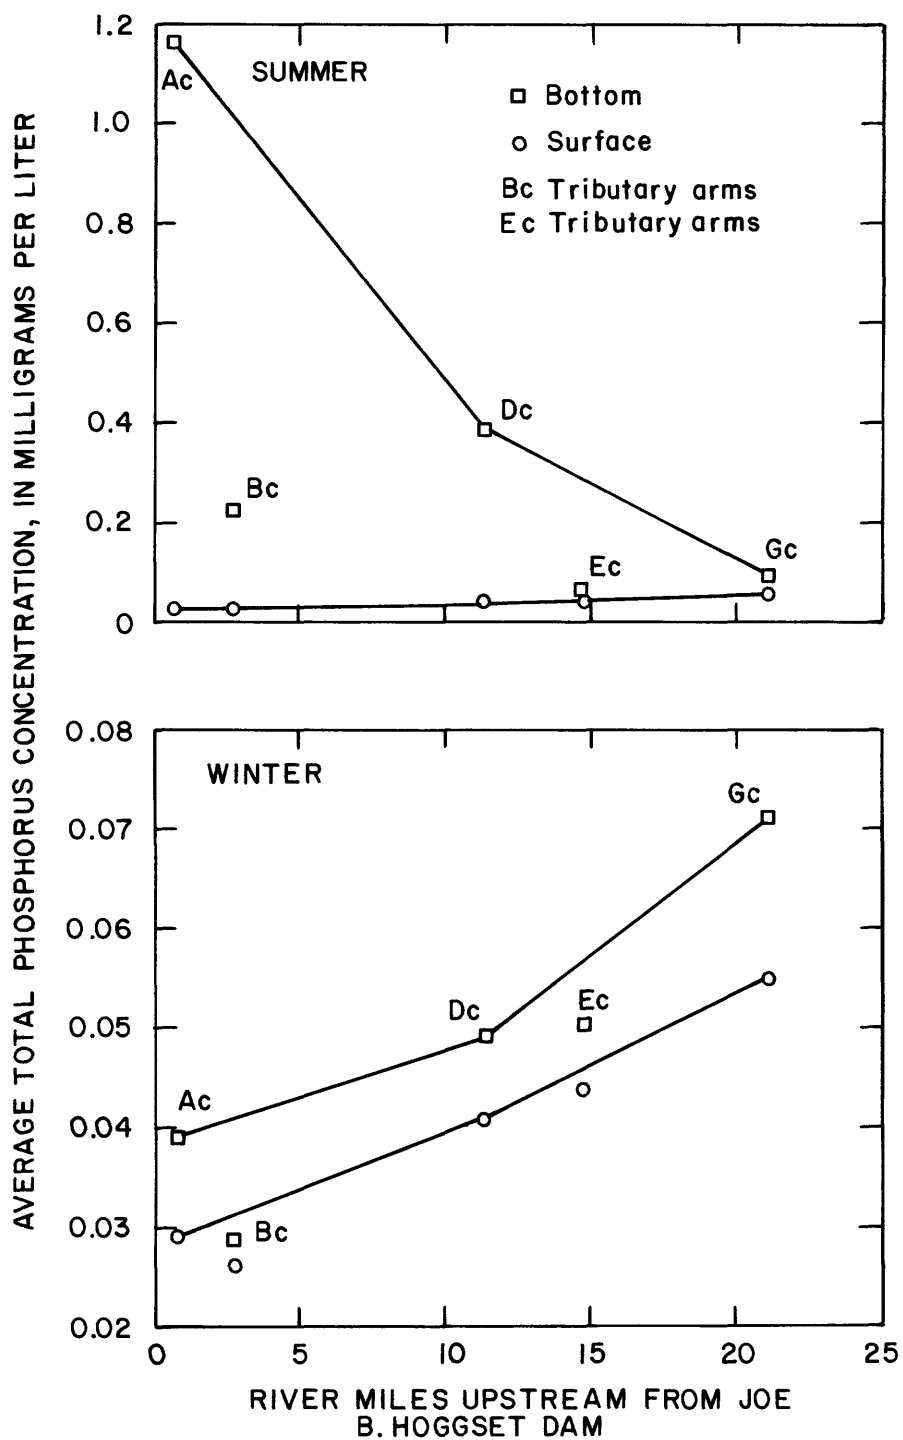 AVERAGE TOTAL PHOSPHORUS CONCENTRATION, IN MILLIGRAMS PER LITER
1.2
1.0
0.8
0.6
0.4
0.2
0
SUMMER
Bottom
Surface
Bc Tributary arms
Ec Tributary arms
Ac
Dc
Bc
Ec
Gc
0.08
0.07
0.06
0.05
0.04
0.03
0.02
WINTER
Gc
Dc
Ec
Ac
Bc
0 5 10 15 20 25
RIVER MILES UPSTREAM FROM JOE
B. HOGGSET DAM